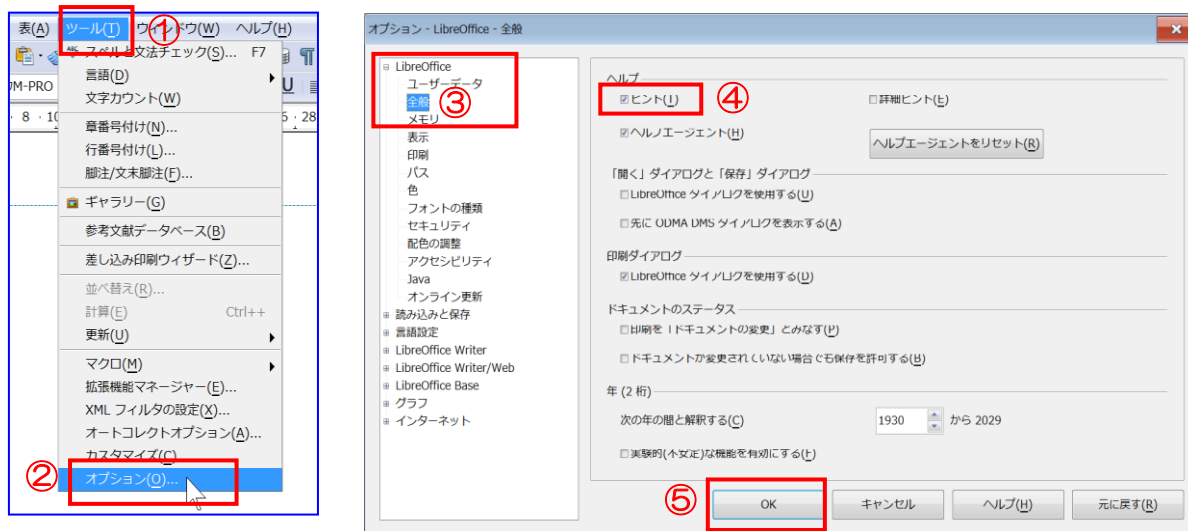 表(A) ツール(T) ウィンドウ(W) ヘルプ(H)
①
スペルと文法チェック(S)... F7
言語(D)
M-PRO
U
文字カウント(W)
章番号付け(N)...
行番号付け(L)...
脚注/文末脚注(F)...
ギャラリー(G)
参考文献データベース(B)
差し込み印刷ウィザード(Z)...
並べ替え(R)...
計算(E) Ctrl++
更新(U)
マクロ(M)
拡張機能マネージャー(E)...
XML フィルタの設定(X)...
オートコレクトオプション(A)...
カスタマイズ(C)
② オプション(O)...
オプション - LibreOffice - 全般
LibreOffice
ユーザーデータ
全般
③
メモリ
表示
印刷
パス
色
フォントの種類
セキュリティ
配色の調整
アクセシビリティ
Java
オンライン更新
読み込みと保存
言語設定
LibreOffice Writer
LibreOffice Writer/Web
LibreOffice Base
グラフ
インターネット
ヘルプ
ヒント(I) ④ 詳細ヒント(E)
ヘルプエージェント(H) ヘルプエージェントをリセット(R)
「開く」ダイアログと「保存」ダイアログ
LibreOffice ダイアログを使用する(U)
先に ODMA DMS ダイアログを表示する(A)
印刷ダイアログ
LibreOffice ダイアログを使用する(D)
ドキュメントのステータス
印刷を「ドキュメントの変更」とみなす(P)
ドキュメントが変更されていない場合でも保存を許可する(B)
年 (2 桁)
次の年の間と解釈する(C) 1930 から 2029
実験的(不安定)な機能を有効にする(F)
⑤ OK キャンセル ヘルプ(H) 元に戻す(R)